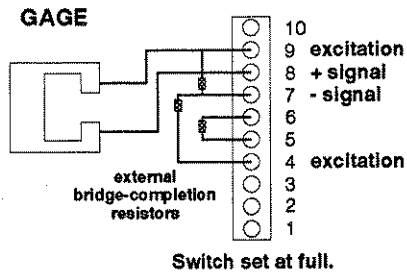 GAGE
10
9 excitation
8 + signal
7 - signal
6
5
4 excitation
3
2
1
external
bridge-completion
resistors
Switch set at full.